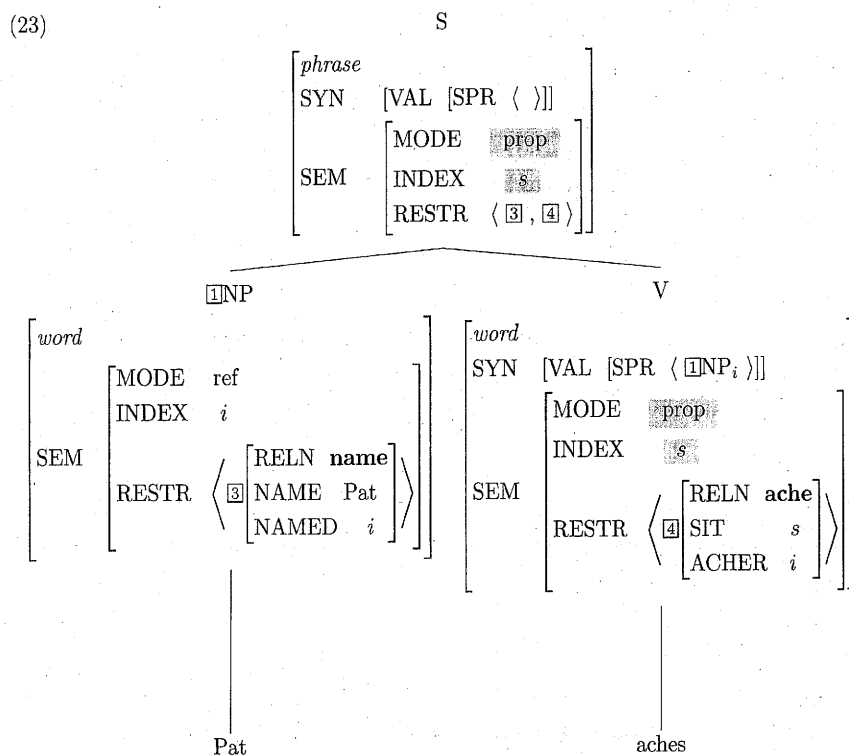 (23)
S
phrase
SYN [VAL [SPR ⟨ ⟩]]
SEM
MODE prop
INDEX s
RESTR ⟨ 3 , 4 ⟩
1NP
word
SEM
MODE ref
INDEX i
RESTR
3
RELN name
NAME Pat
NAMED i
V
word
SYN [VAL [SPR ⟨ 1NPi ⟩]]
SEM
MODE prop
INDEX s
RESTR
4
RELN ache
SIT s
ACHER i
Pat
aches